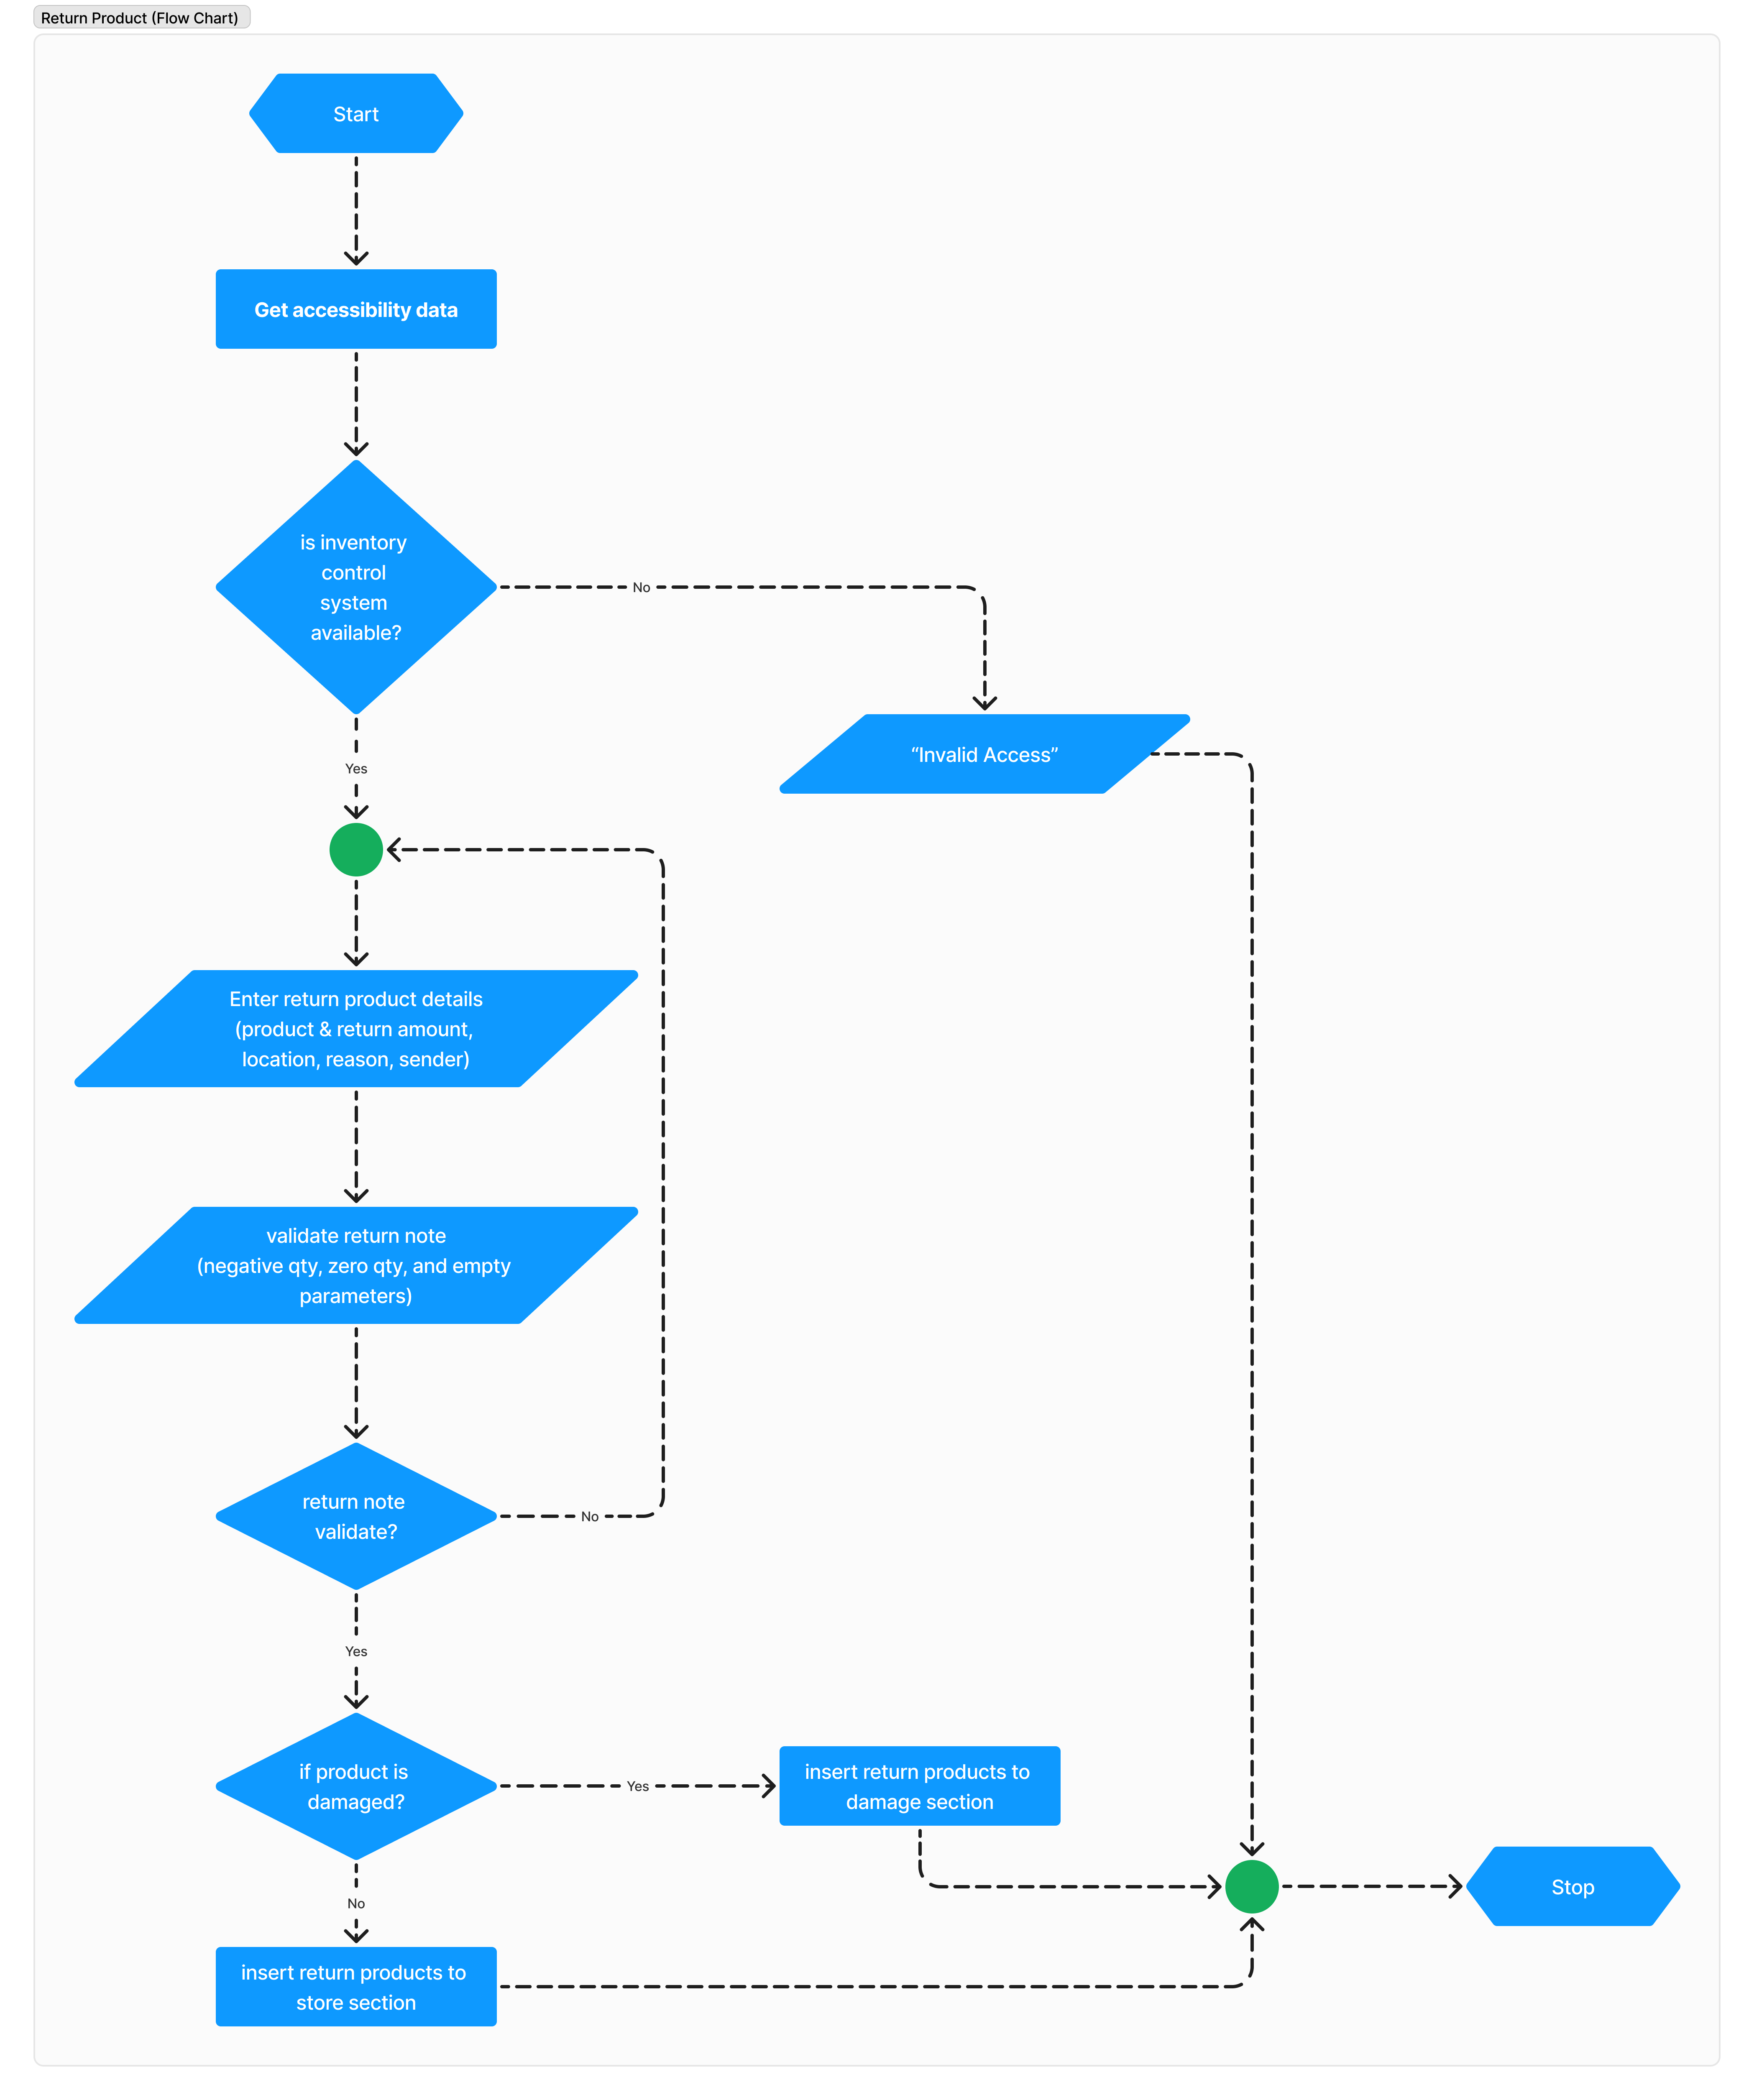 Return Product (Flow Chart)
Start
Get accessibility data
is inventory
control
system
available?
No
“Invalid Access”
Yes
Enter return product details
(product & return amount,
location, reason, sender)
validate return note
(negative qty, zero qty, and empty
parameters)
return note
validate?
No
Yes
if product is
damaged?
Yes
insert return products to
damage section
No
Stop
insert return products to
store section